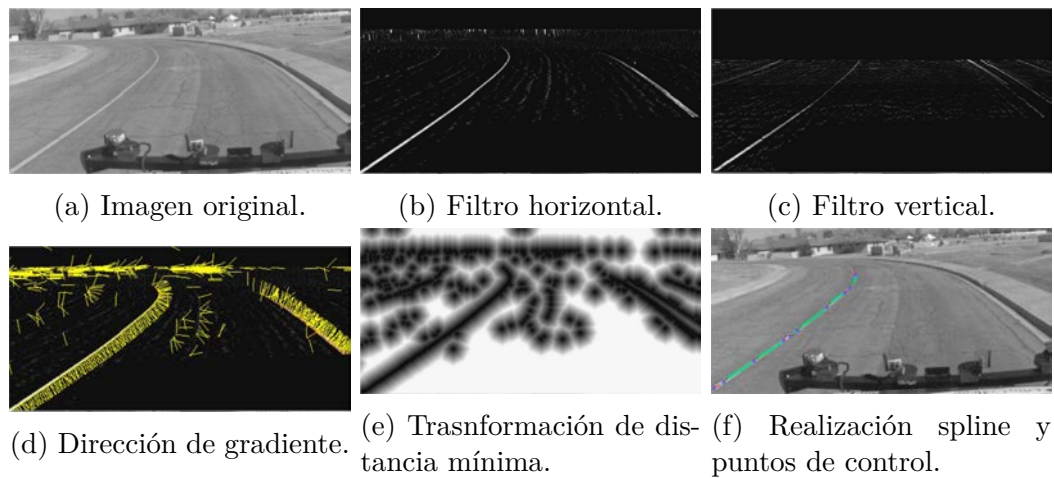 (a) Imagen original.
(b) Filtro horizontal.
(c) Filtro vertical.
(d) Dirección de gradiente.
(e) Trasnformación de dis-
tancia mínima.
(f) Realización spline y
puntos de control.